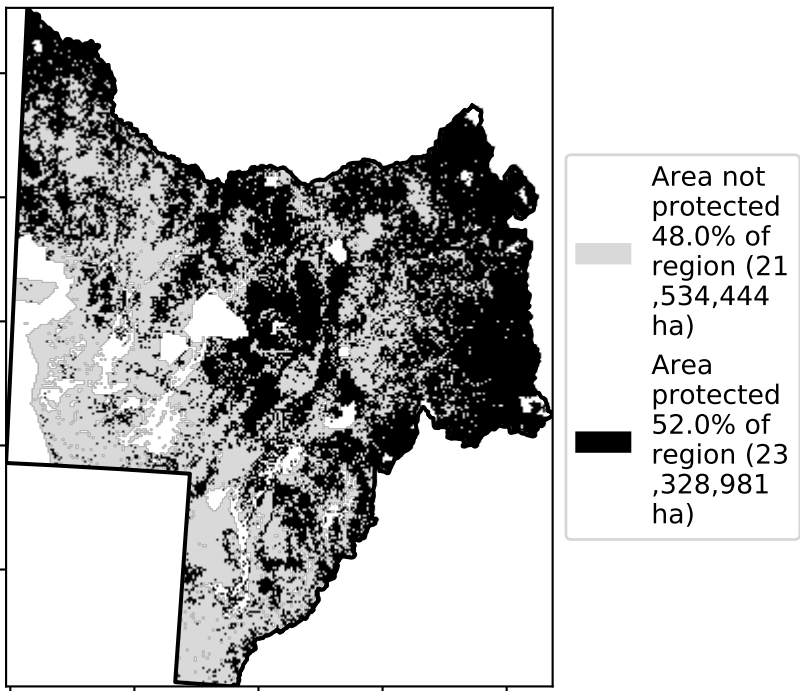 Area not
protected
48.0% of
region (21
,534,444
ha)
Area
protected
52.0% of
region (23
,328,981
ha)